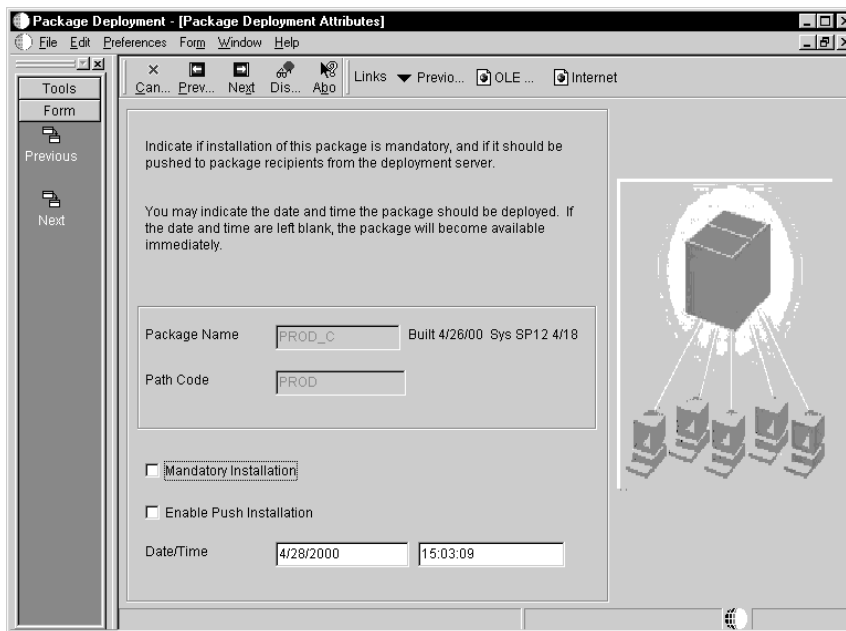 Package Deployment - [Package Deployment Attributes]
File Edit Preferences Form Window Help
Tools
Form
Previous
Next
Can... Prev... Next Dis... Abo Links Previo... OLE ... Internet
Indicate if installation of this package is mandatory, and if it should be
pushed to package recipients from the deployment server.
You may indicate the date and time the package should be deployed. If
the date and time are left blank, the package will become available
immediately.
Package Name PROD_C Built 4/26/00 Sys SP12 4/18
Path Code PROD
Mandatory Installation
Enable Push Installation
Date/Time 4/28/2000 15:03:09